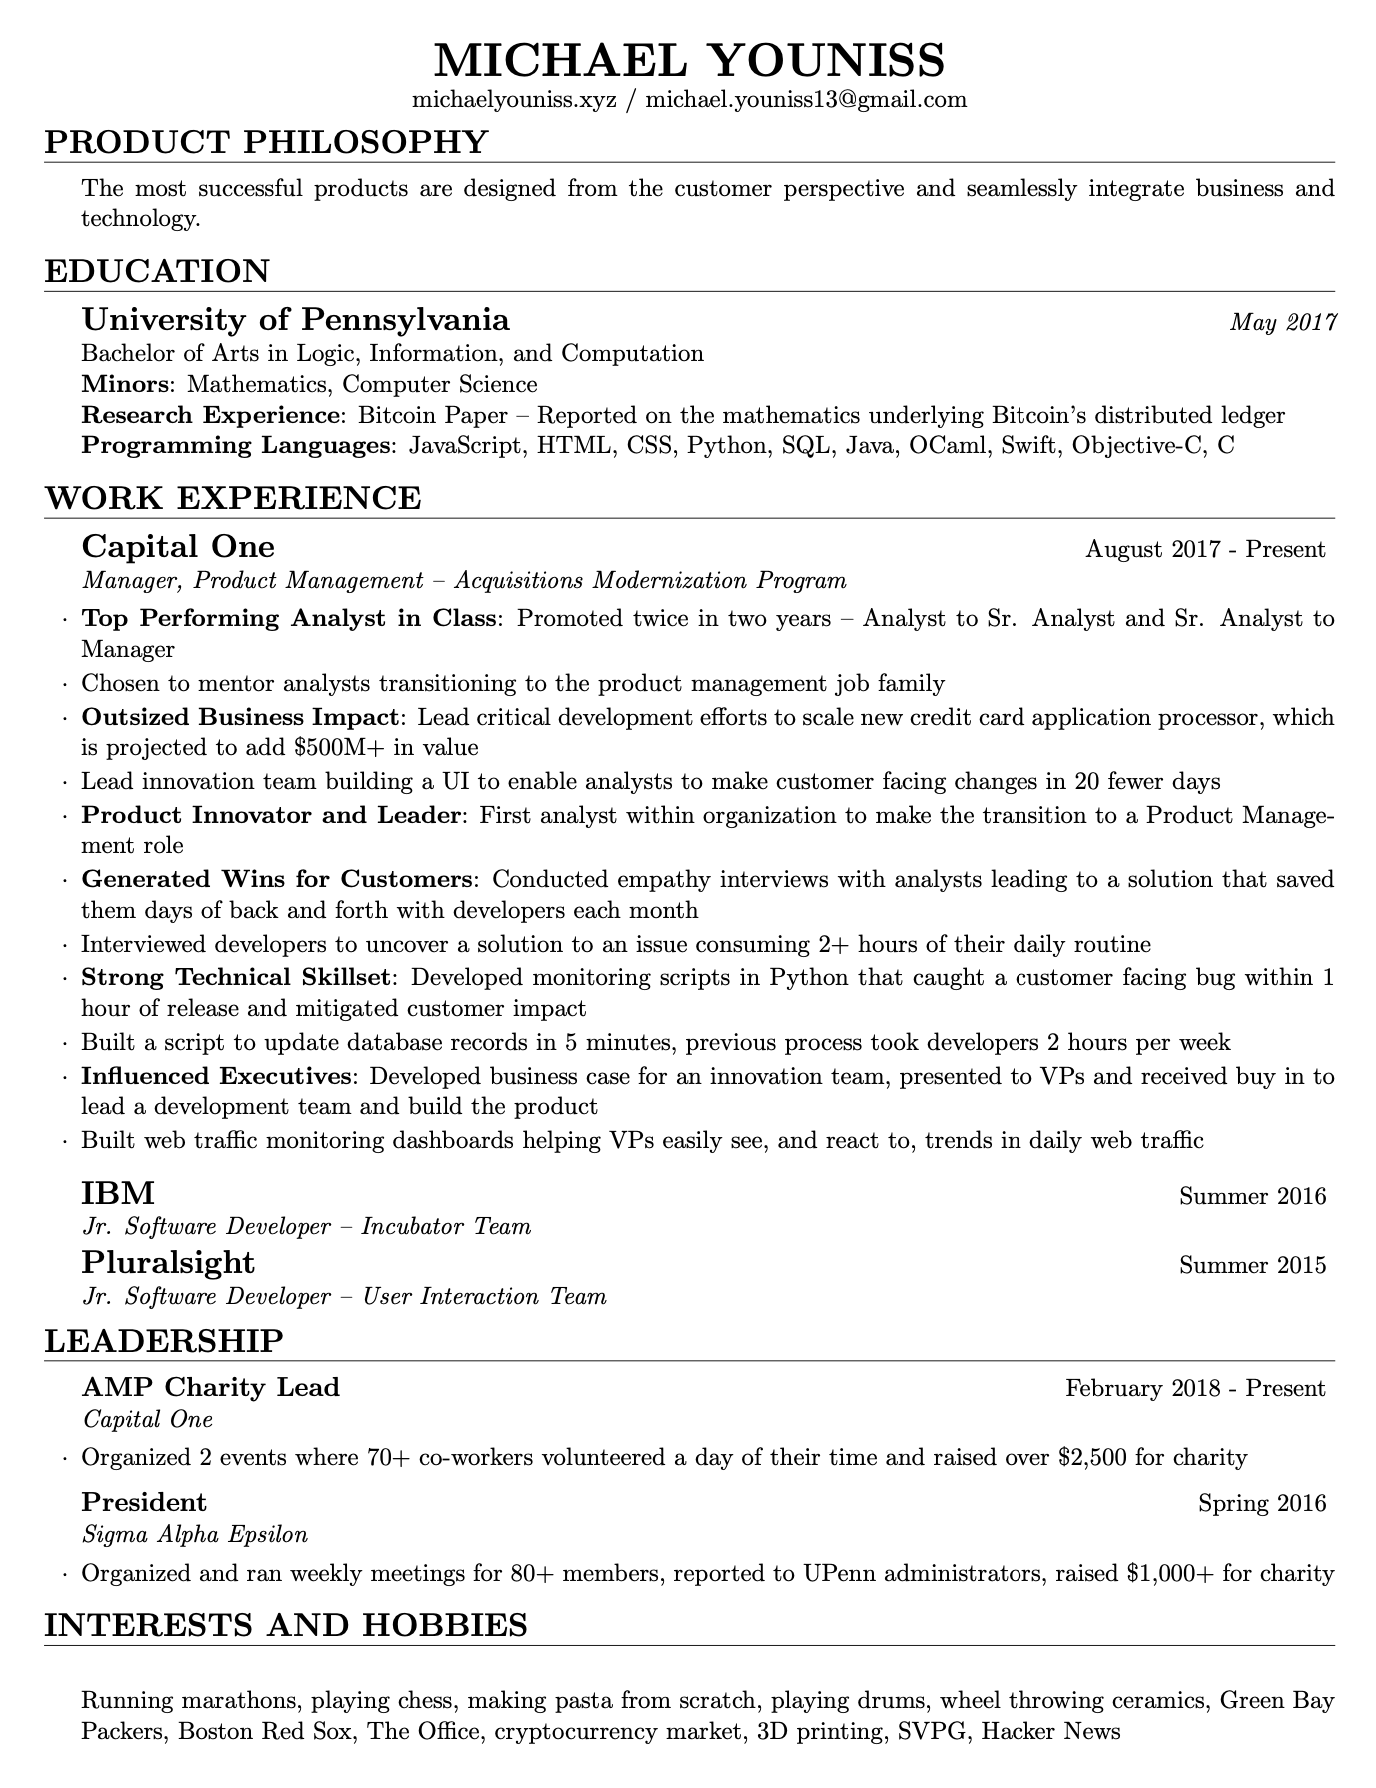 MICHAEL YOUNISS
michaelyouniss.xyz / michael.youniss13@gmail.com
PRODUCT PHILOSOPHY
The most successful products are designed from the customer perspective and seamlessly integrate business and
technology.
EDUCATION
University of Pennsylvania May 2017
Bachelor of Arts in Logic, Information, and Computation
Minors: Mathematics, Computer Science
Research Experience: Bitcoin Paper – Reported on the mathematics underlying Bitcoin's distributed ledger
Programming Languages: JavaScript, HTML, CSS, Python, SQL, Java, OCaml, Swift, Objective-C, C
WORK EXPERIENCE
Capital One August 2017 - Present
Manager, Product Management – Acquisitions Modernization Program
· Top Performing Analyst in Class: Promoted twice in two years – Analyst to Sr. Analyst and Sr. Analyst to
Manager
· Chosen to mentor analysts transitioning to the product management job family
· Outsized Business Impact: Lead critical development efforts to scale new credit card application processor, which
is projected to add $500M+ in value
· Lead innovation team building a UI to enable analysts to make customer facing changes in 20 fewer days
· Product Innovator and Leader: First analyst within organization to make the transition to a Product Manage-
ment role
· Generated Wins for Customers: Conducted empathy interviews with analysts leading to a solution that saved
them days of back and forth with developers each month
· Interviewed developers to uncover a solution to an issue consuming 2+ hours of their daily routine
· Strong Technical Skillset: Developed monitoring scripts in Python that caught a customer facing bug within 1
hour of release and mitigated customer impact
· Built a script to update database records in 5 minutes, previous process took developers 2 hours per week
· Influenced Executives: Developed business case for an innovation team, presented to VPs and received buy in to
lead a development team and build the product
· Built web traffic monitoring dashboards helping VPs easily see, and react to, trends in daily web traffic
IBM Summer 2016
Jr. Software Developer – Incubator Team
Pluralsight Summer 2015
Jr. Software Developer – User Interaction Team
LEADERSHIP
AMP Charity Lead February 2018 - Present
Capital One
· Organized 2 events where 70+ co-workers volunteered a day of their time and raised over $2,500 for charity
President Spring 2016
Sigma Alpha Epsilon
· Organized and ran weekly meetings for 80+ members, reported to UPenn administrators, raised $1,000+ for charity
INTERESTS AND HOBBIES
Running marathons, playing chess, making pasta from scratch, playing drums, wheel throwing ceramics, Green Bay
Packers, Boston Red Sox, The Office, cryptocurrency market, 3D printing, SVPG, Hacker News